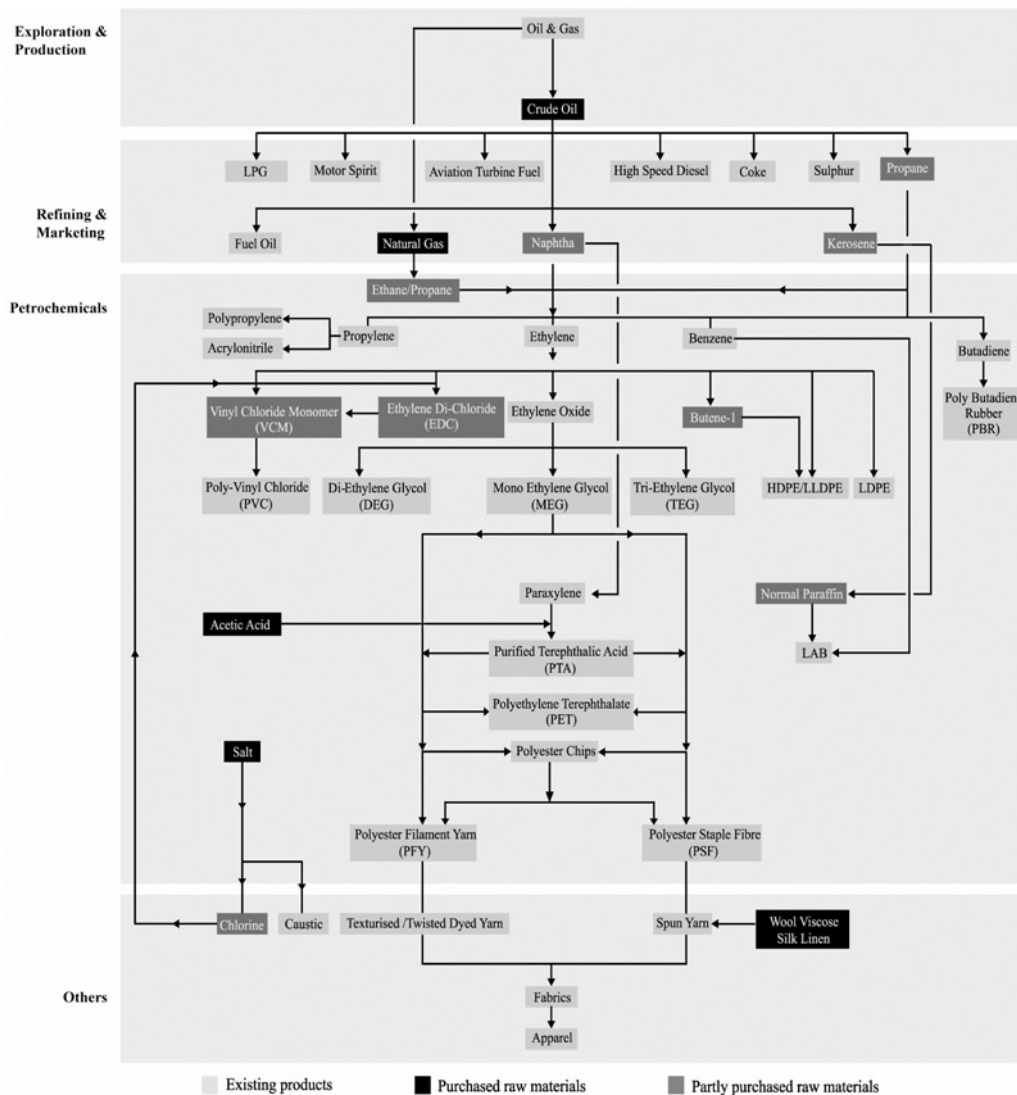 Exploration &
Production
Oil & Gas
Crude Oil
LPG
Motor Spirit
Aviation Turbine Fuel
High Speed Diesel
Coke
Sulphur
Propane
Refining &
Marketing
Fuel Oil
Natural Gas
Naphtha
Kerosene
Petrochemicals
Ethane/Propane
Polypropylene
Acrylonitrile
Propylene
Ethylene
Benzene
Butadiene
Vinyl Chloride Monomer
(VCM)
Ethylene Di-Chloride
(EDC)
Ethylene Oxide
Butene-1
Poly Butadien
Rubber
(PBR)
Poly-Vinyl Chloride
(PVC)
Di-Ethylene Glycol
(DEG)
Mono Ethylene Glycol
(MEG)
Tri-Ethylene Glycol
(TEG)
HDPE/LLDPE
LDPE
Paraxylene
Normal Paraffin
Acetic Acid
Purified Terephthalic Acid
(PTA)
LAB
Polyethylene Terephthalate
(PET)
Salt
Polyester Chips
Polyester Filament Yarn
(PFY)
Polyester Staple Fibre
(PSF)
Chlorine
Caustic
Texturised /Twisted Dyed Yarn
Spun Yarn
Wool Viscose
Silk Linen
Others
Fabrics
Apparel
Existing products
Purchased raw materials
Partly purchased raw materials